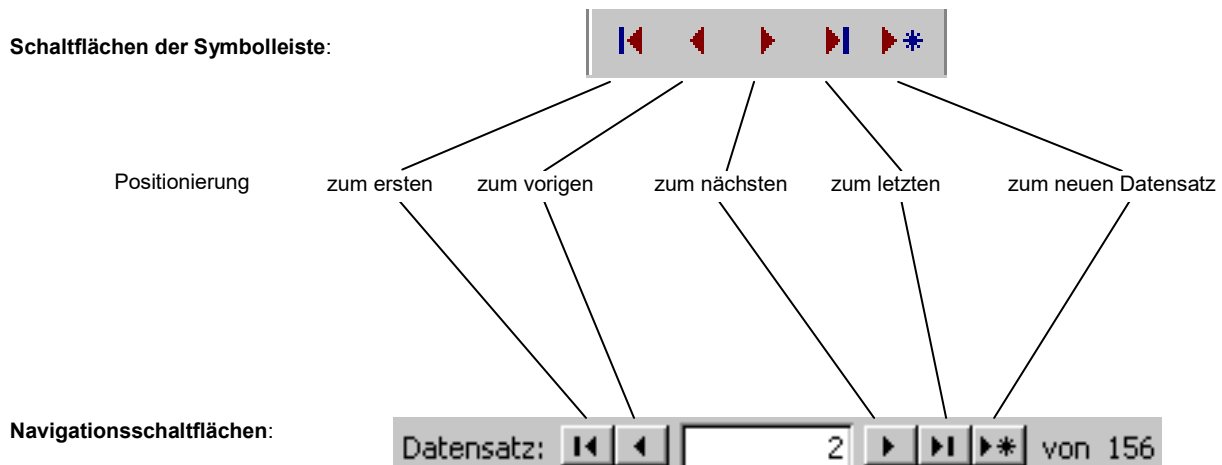 Schaltflächen der Symbolleiste:
Positionierung zum ersten zum vorigen zum nächsten zum letzten zum neuen Datensatz
Navigationsschaltflächen: Datensatz: 2 von 156